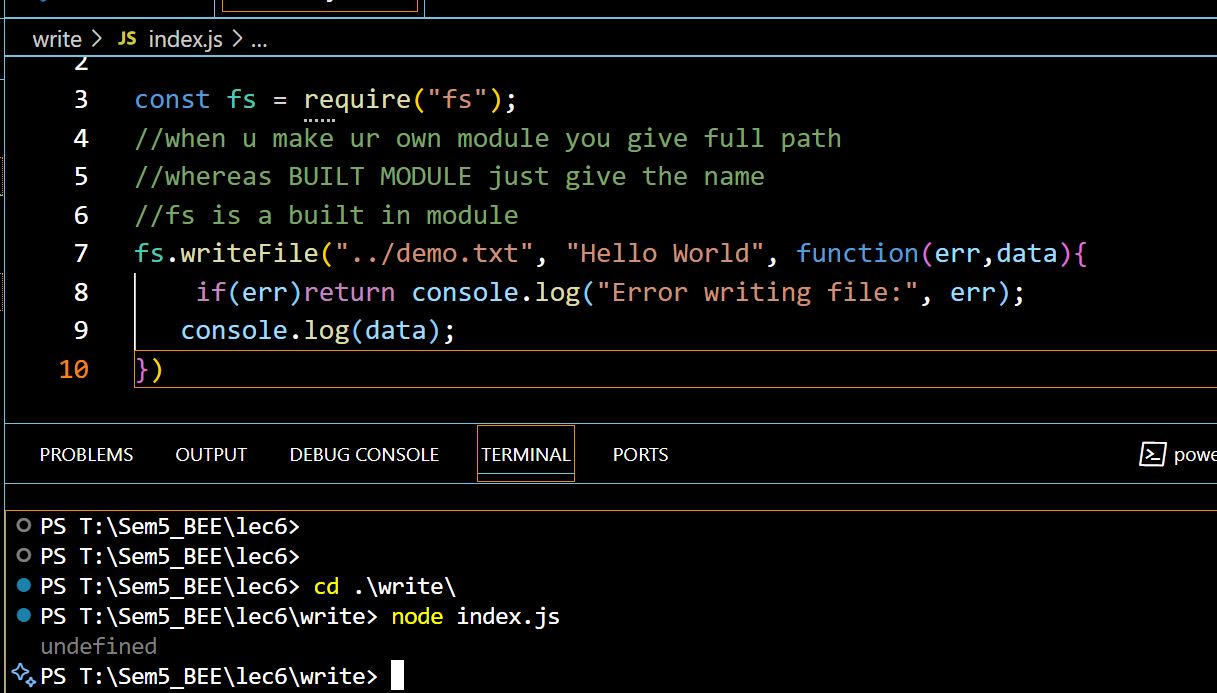 write > JS index.js > ...
2
3 const fs = require("fs");
4 //when u make ur own module you give full path
5 //whereas BUILT MODULE just give the name
6 //fs is a built in module
7 fs.writeFile("../demo.txt", "Hello World", function(err,data){
8 if(err)return console.log("Error writing file:", err);
9 console.log(data);
10 })
PROBLEMS OUTPUT DEBUG CONSOLE TERMINAL PORTS powe
PS T:\Sem5_BEE\lec6>
PS T:\Sem5_BEE\lec6>
PS T:\Sem5_BEE\lec6> cd .\write\
PS T:\Sem5_BEE\lec6\write> node index.js
undefined
PS T:\Sem5_BEE\lec6\write>